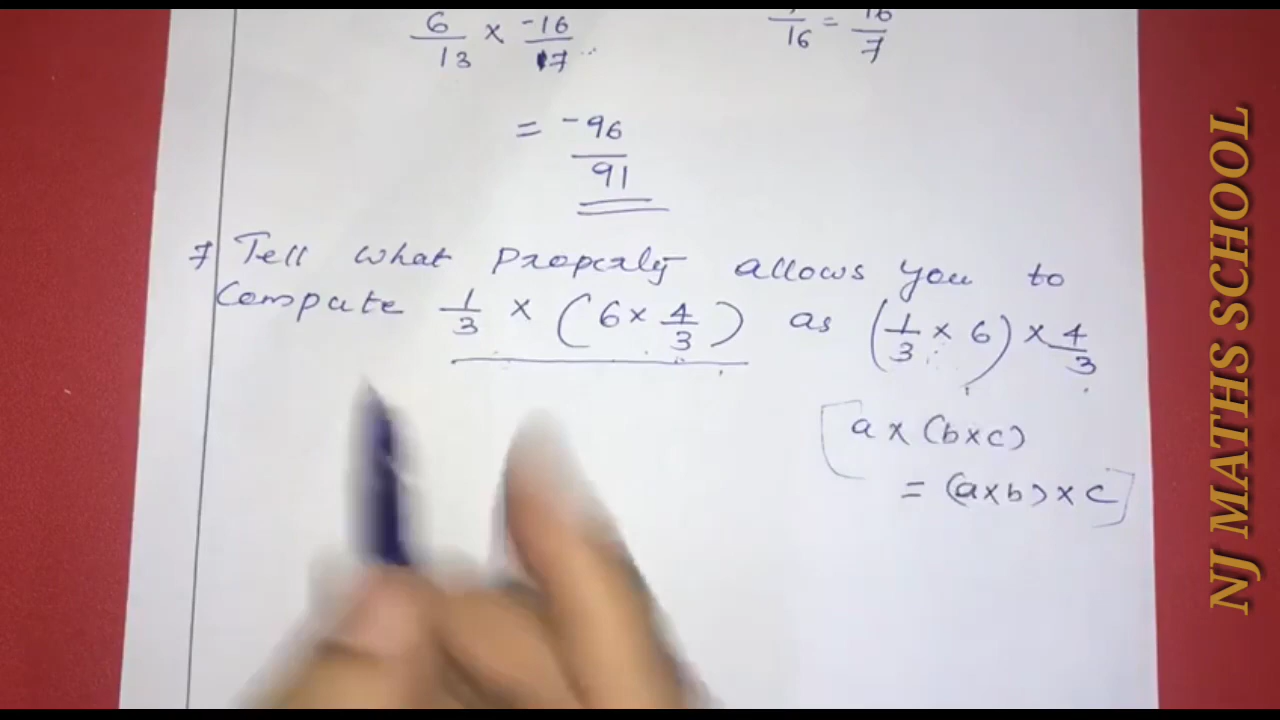 6/13 × -16/7
/16 = 16/7
= -96/91
7 Tell what Property allows you to
Compute 1/3 × (6 × 4/3) as (1/3 × 6) × 4/3
a × (b×c)
= (a×b) × c
NJ MATHS SCHOOL